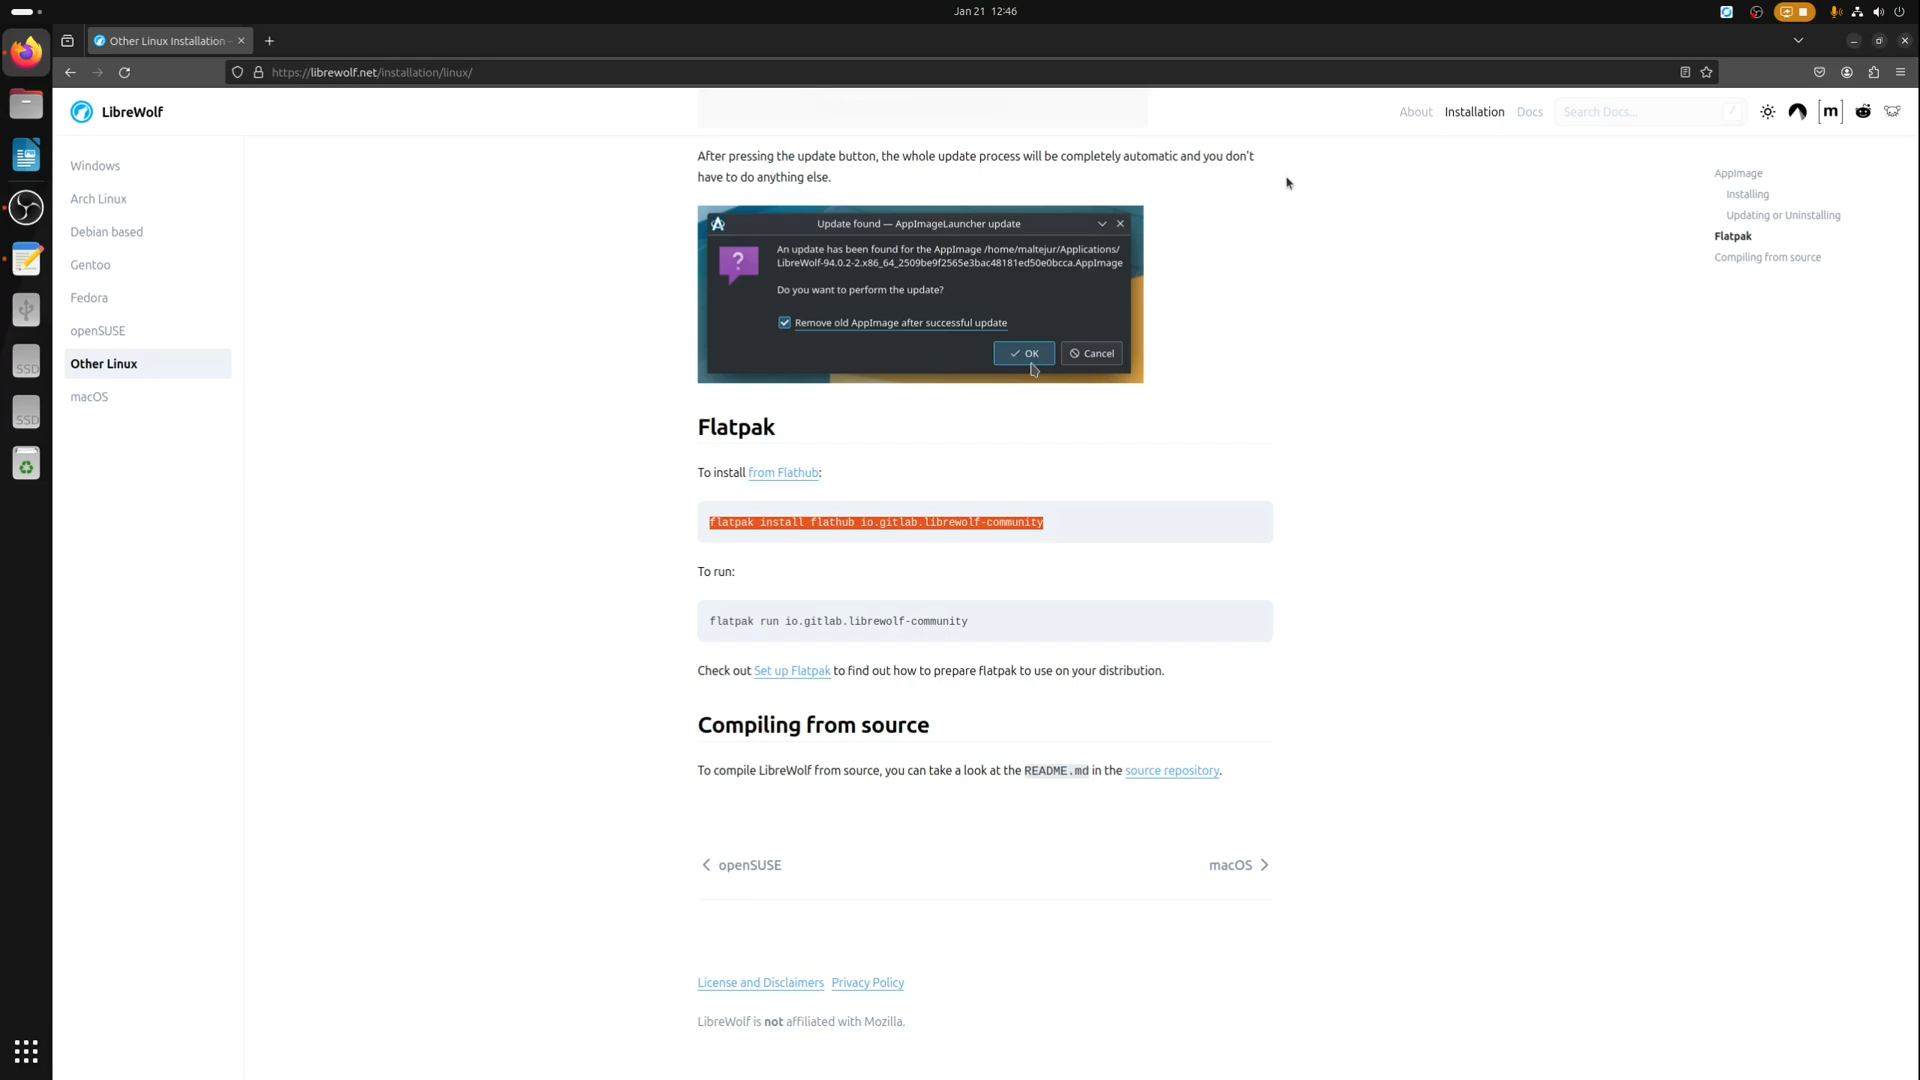 Jan 21 12:46
Other Linux Installation -
https://librewolf.net/installation/linux/
LibreWolf
About
Installation
Docs
Search Docs...
/
[m]
Windows
Arch Linux
Debian based
Gentoo
Fedora
openSUSE
Other Linux
macOS
SSD
SSD
After pressing the update button, the whole update process will be completely automatic and you don't
have to do anything else.
Update found — AppImageLauncher update
An update has been found for the AppImage /home/maltejur/Applications/
LibreWolf-94.0.2-2.x86_64_2509be9f2565e3bac48181ed50e0bcca.AppImage
Do you want to perform the update?
Remove old AppImage after successful update
OK
Cancel
Flatpak
To install from Flathub:
flatpak install flathub io.gitlab.librewolf-community
To run:
flatpak run io.gitlab.librewolf-community
Check out Set up Flatpak to find out how to prepare flatpak to use on your distribution.
Compiling from source
To compile LibreWolf from source, you can take a look at the README.md in the source repository.
openSUSE
macOS
License and Disclaimers Privacy Policy
LibreWolf is not affiliated with Mozilla.
AppImage
Installing
Updating or Uninstalling
Flatpak
Compiling from source